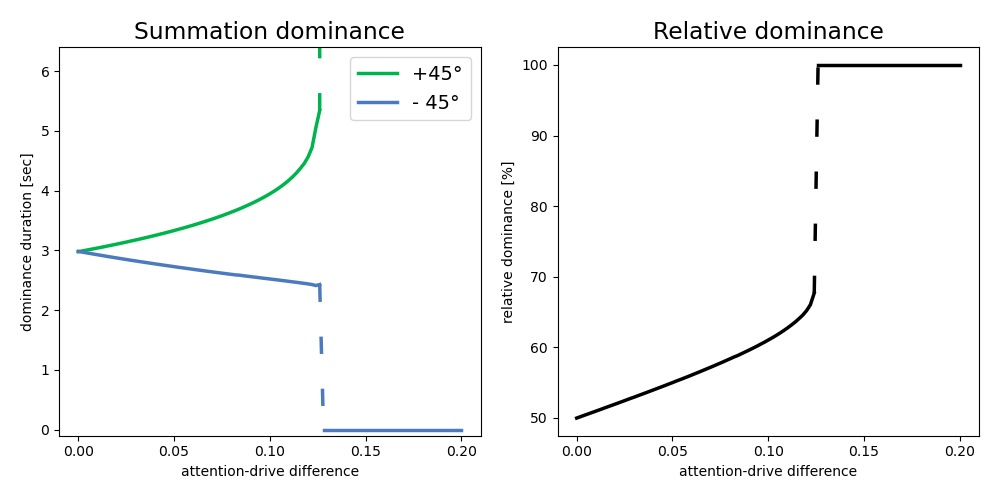 Summation dominance
+45°
- 45°
dominance duration [sec]
6
5
4
3
2
1
0
0.00 0.05 0.10 0.15 0.20
attention-drive difference
Relative dominance
relative dominance [%]
100
90
80
70
60
50
0.00 0.05 0.10 0.15 0.20
attention-drive difference